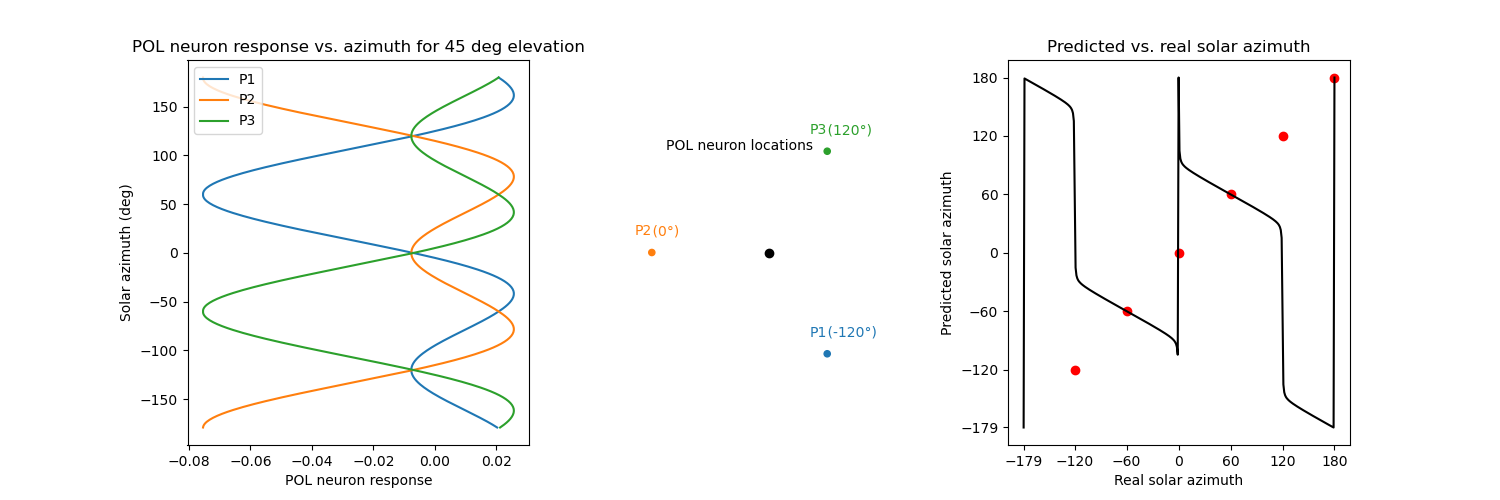 POL neuron response vs. azimuth for 45 deg elevation
P1
P2
P3
150
100
50
0
−50
−100
−150
Solar azimuth (deg)
−0.08
−0.06
−0.04
−0.02
0.00
0.02
POL neuron response
P3(120°)
POL neuron locations
P2(0°)
P1(-120°)
Predicted vs. real solar azimuth
180
120
60
0
−60
−120
−179
Predicted solar azimuth
−179
−120
−60
0
60
120
180
Real solar azimuth